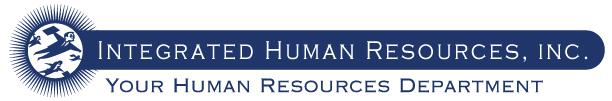 INTEGRATED HUMAN RESOURCES, INC.
YOUR HUMAN RESOURCES DEPARTMENT